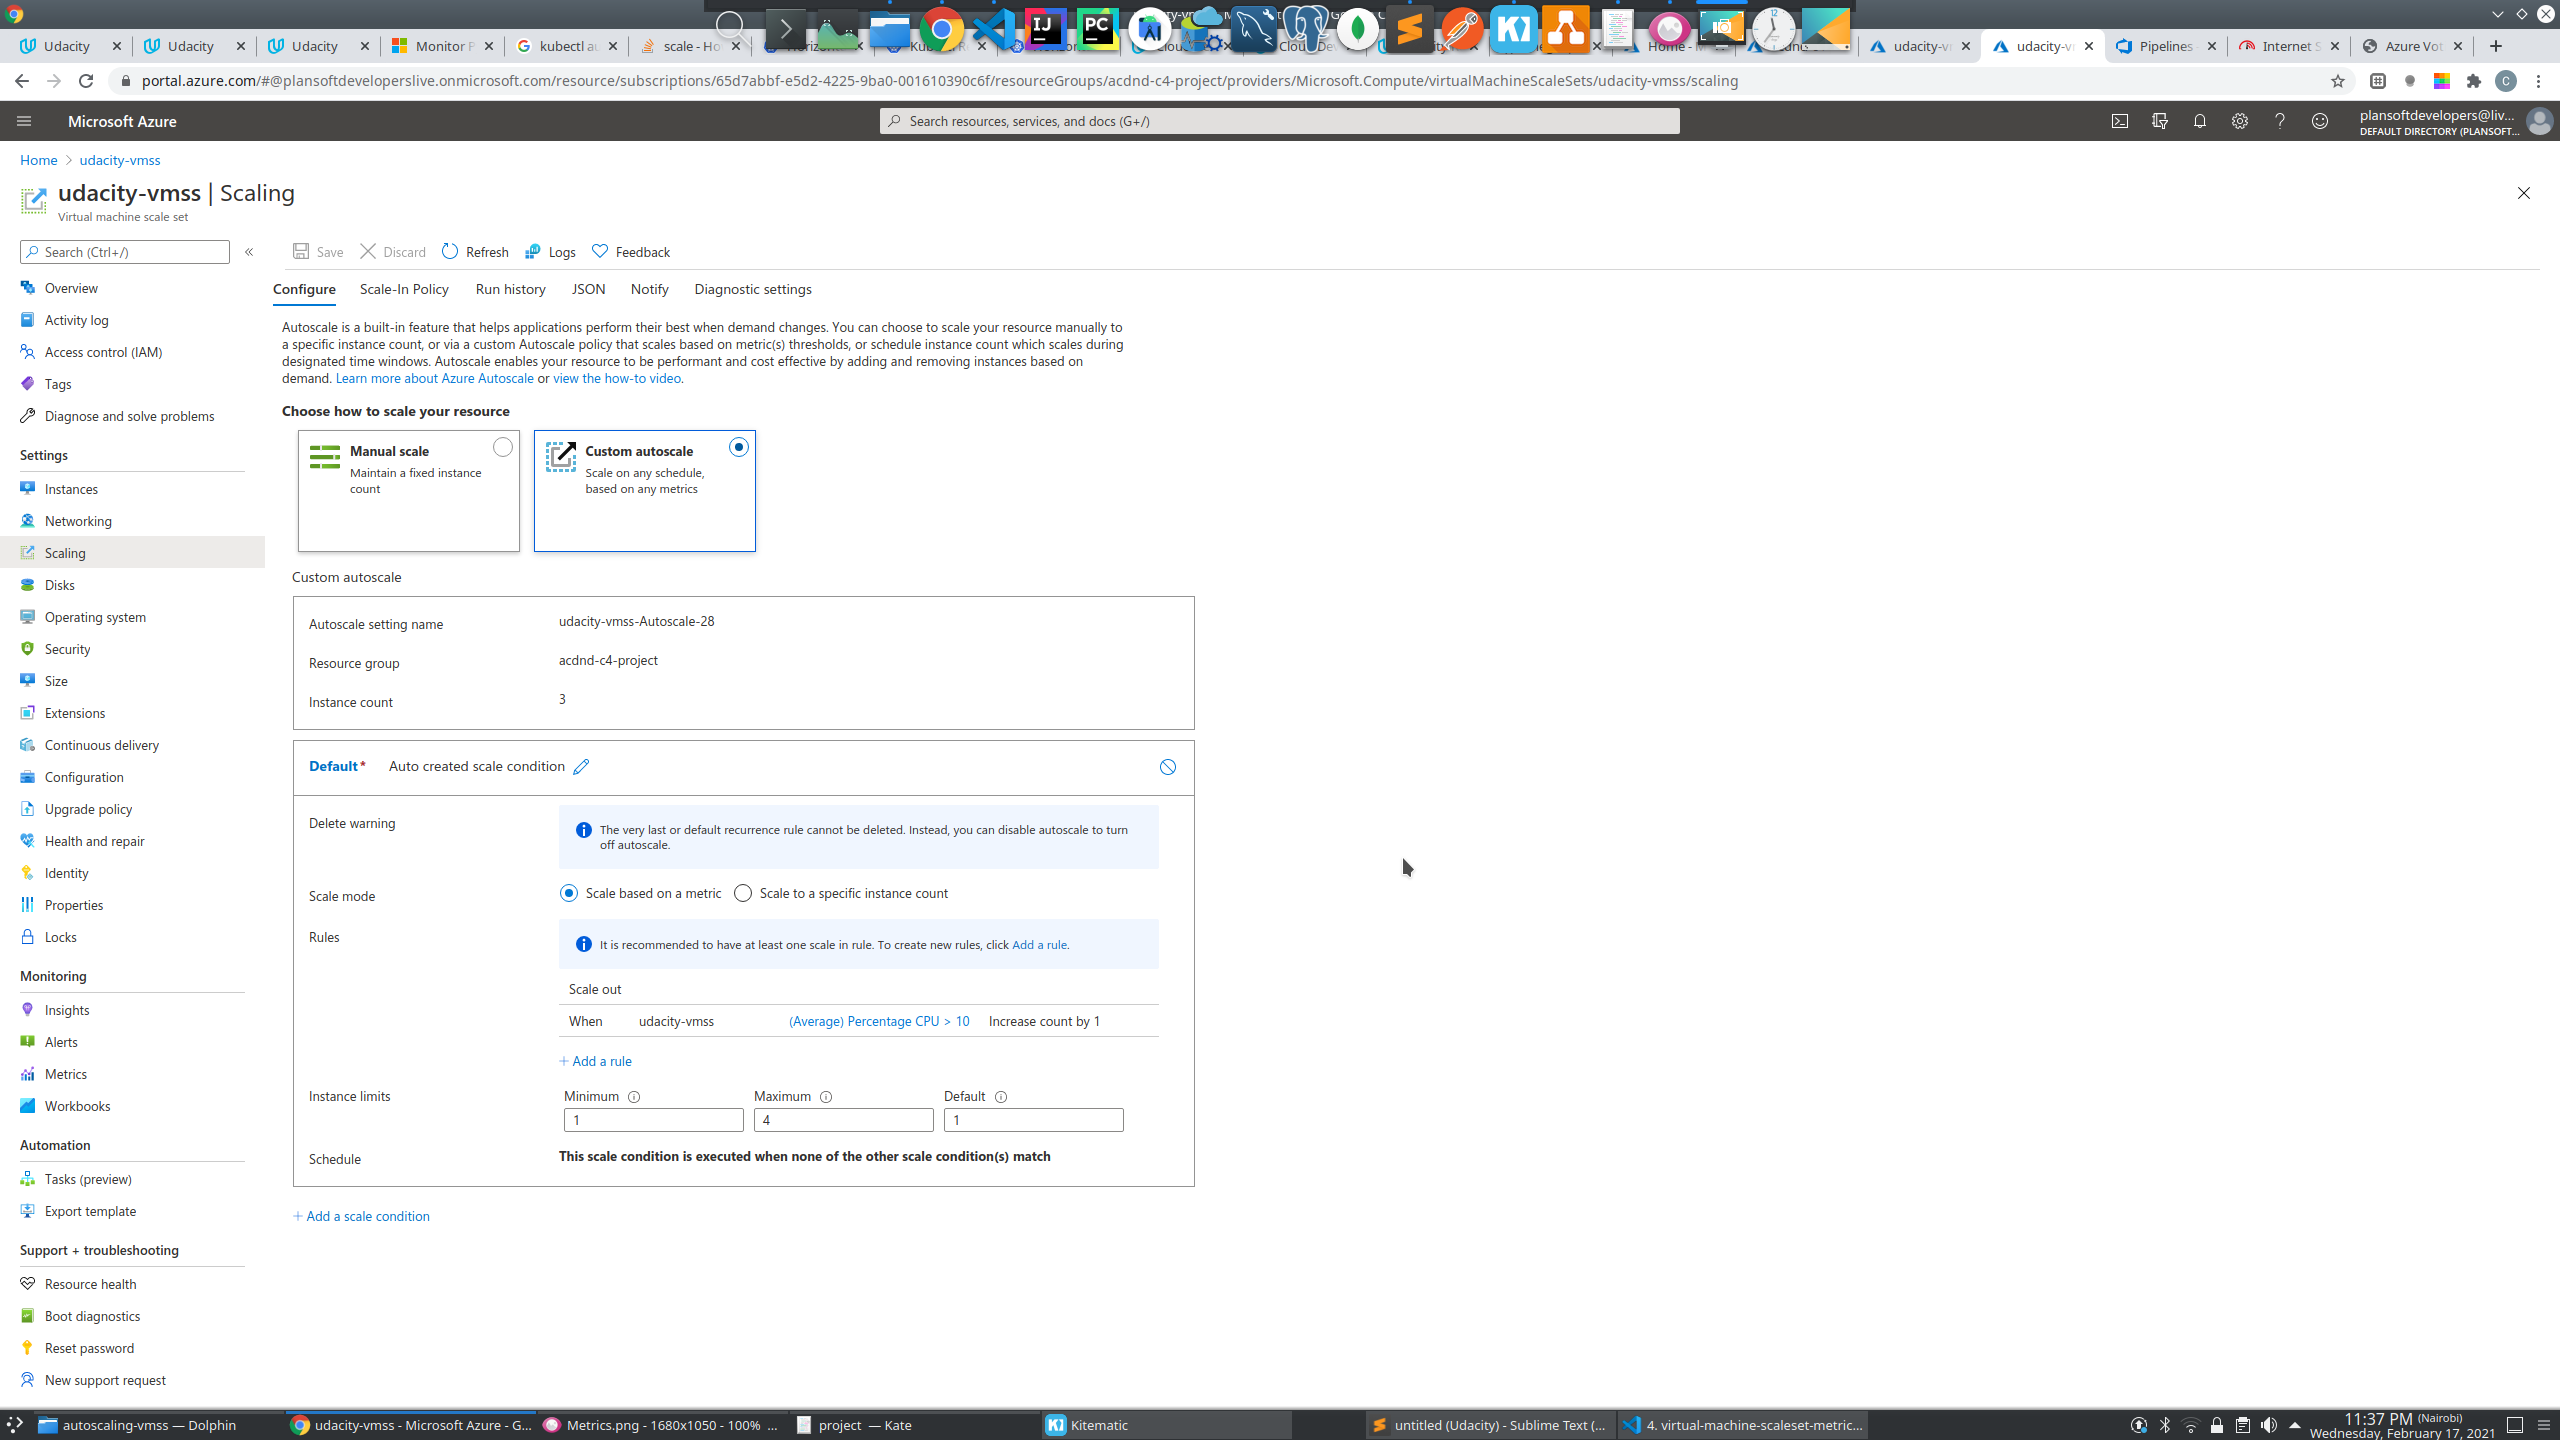 Udacity
Udacity
Udacity
Monitor P
kubectl au
scale - Ho
udacity-v
udacity-vm
Pipelines
Internet S
Azure Vot
portal.azure.com/#@plansoftdeveloperslive.onmicrosoft.com/resource/subscriptions/65d7abbf-e5d2-4225-9ba0-001610390c6f/resourceGroups/acdnd-c4-project/providers/Microsoft.Compute/virtualMachineScaleSets/udacity-vmss/scaling
C
Microsoft Azure
Search resources, services, and docs (G+/)
plansoftdevelopers@liv...
DEFAULT DIRECTORY (PLANSOFT...
Home > udacity-vmss
udacity-vmss | Scaling
Virtual machine scale set
Search (Ctrl+/)
«
Overview
Activity log
Access control (IAM)
Tags
Diagnose and solve problems
Settings
Instances
Networking
Scaling
Disks
Operating system
Security
Size
Extensions
Continuous delivery
Configuration
Upgrade policy
Health and repair
Identity
Properties
Locks
Monitoring
Insights
Alerts
Metrics
Workbooks
Automation
Tasks (preview)
Export template
Support + troubleshooting
Resource health
Boot diagnostics
Reset password
New support request
Save Discard Refresh Logs Feedback
Configure Scale-In Policy Run history JSON Notify Diagnostic settings
Autoscale is a built-in feature that helps applications perform their best when demand changes. You can choose to scale your resource manually to
a specific instance count, or via a custom Autoscale policy that scales based on metric(s) thresholds, or schedule instance count which scales during
designated time windows. Autoscale enables your resource to be performant and cost effective by adding and removing instances based on
demand. Learn more about Azure Autoscale or view the how-to video.
Choose how to scale your resource
Manual scale
Maintain a fixed instance
count
Custom autoscale
Scale on any schedule,
based on any metrics
Custom autoscale
Autoscale setting name udacity-vmss-Autoscale-28
Resource group acdnd-c4-project
Instance count 3
Default* Auto created scale condition
Delete warning
The very last or default recurrence rule cannot be deleted. Instead, you can disable autoscale to turn
off autoscale.
Scale mode Scale based on a metric Scale to a specific instance count
Rules It is recommended to have at least one scale in rule. To create new rules, click Add a rule.
Scale out
When udacity-vmss (Average) Percentage CPU > 10 Increase count by 1
+ Add a rule
Instance limits Minimum Maximum Default
1 4 1
Schedule This scale condition is executed when none of the other scale condition(s) match
+ Add a scale condition
autoscaling-vmss — Dolphin
udacity-vmss - Microsoft Azure - G...
Metrics.png - 1680x1050 - 100% ...
project — Kate
Kitematic
untitled (Udacity) - Sublime Text (...
4. virtual-machine-scaleset-metric...
11:37 PM (Nairobi)
Wednesday, February 17, 2021